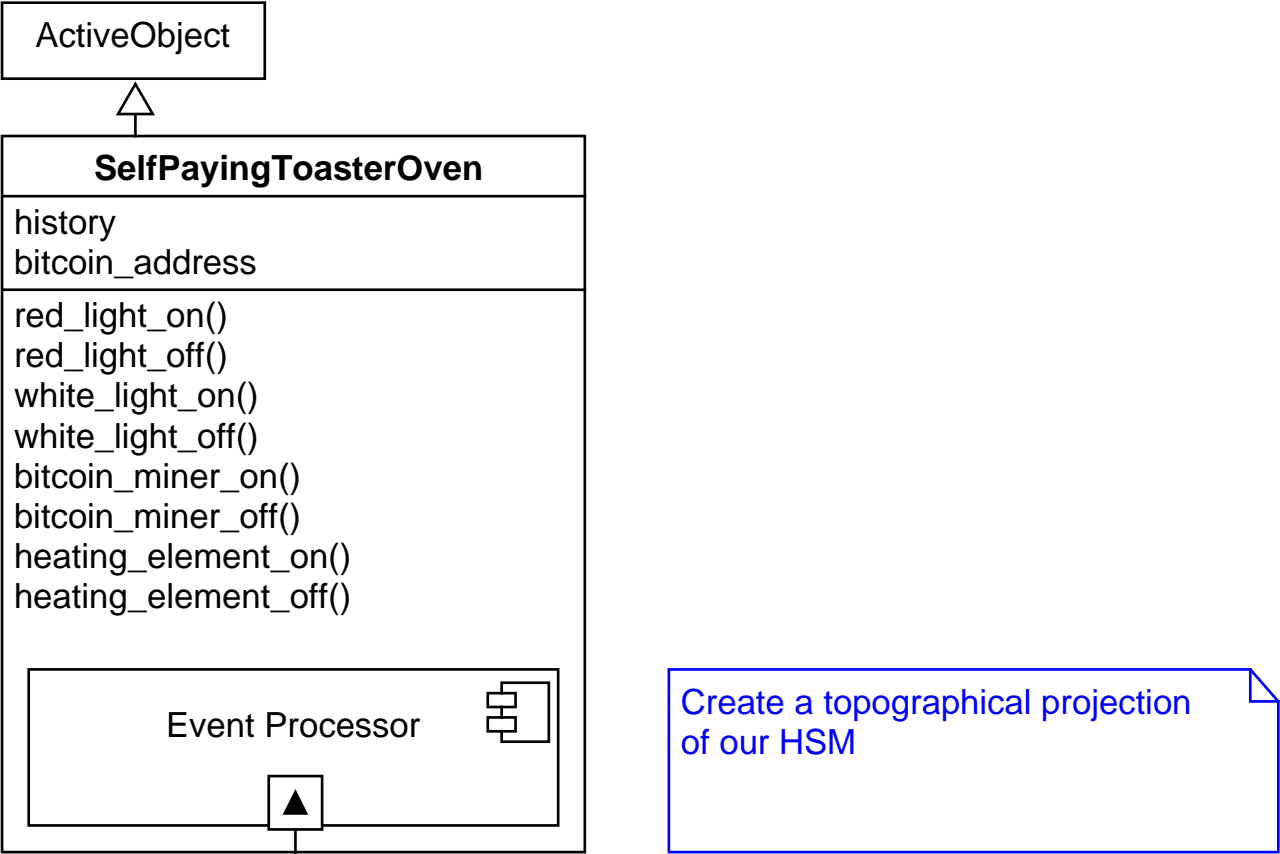 ActiveObject
SelfPayingToasterOven
history
bitcoin_address
red_light_on()
red_light_off()
white_light_on()
white_light_off()
bitcoin_miner_on()
bitcoin_miner_off()
heating_element_on()
heating_element_off()
Event Processor
Create a topographical projection
of our HSM